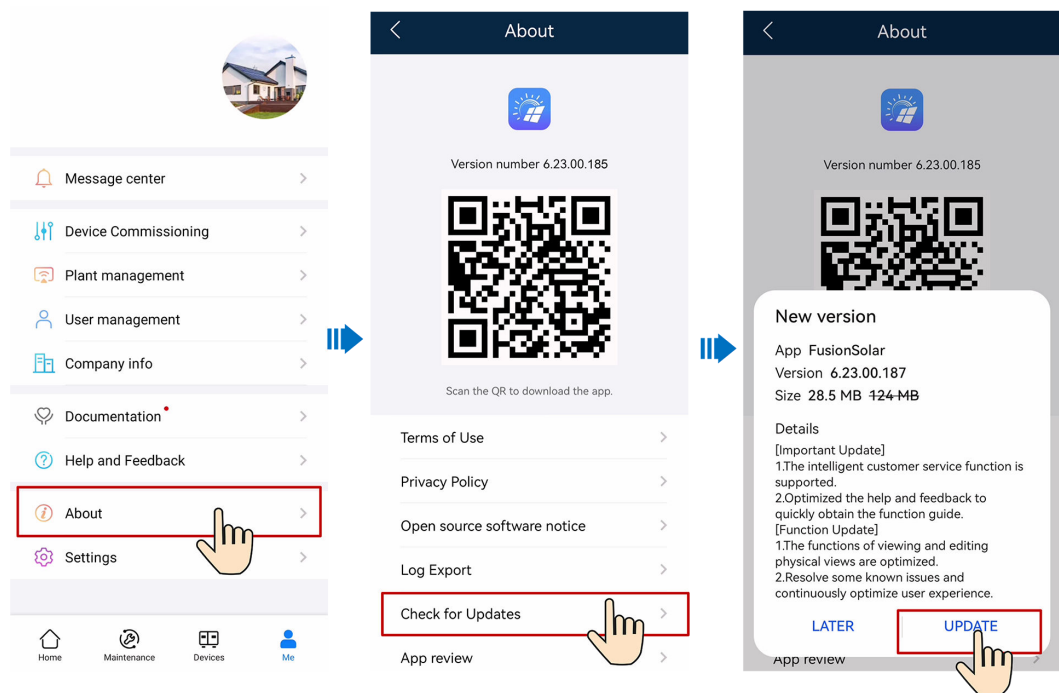 Message center
Device Commissioning
Plant management
User management
Company info
Documentation
Help and Feedback
About
Settings
Home
Maintenance
Devices
Me
About
Version number 6.23.00.185
Scan the QR to download the app.
Terms of Use
Privacy Policy
Open source software notice
Log Export
Check for Updates
App review
About
Version number 6.23.00.185
New version
App FusionSolar
Version 6.23.00.187
Size 28.5 MB 124 MB
Details
[Important Update]
1.The intelligent customer service function is
supported.
2.Optimized the help and feedback to
quickly obtain the function guide.
[Function Update]
1.The functions of viewing and editing
physical views are optimized.
2.Resolve some known issues and
continuously optimize user experience.
LATER
UPDATE
App review